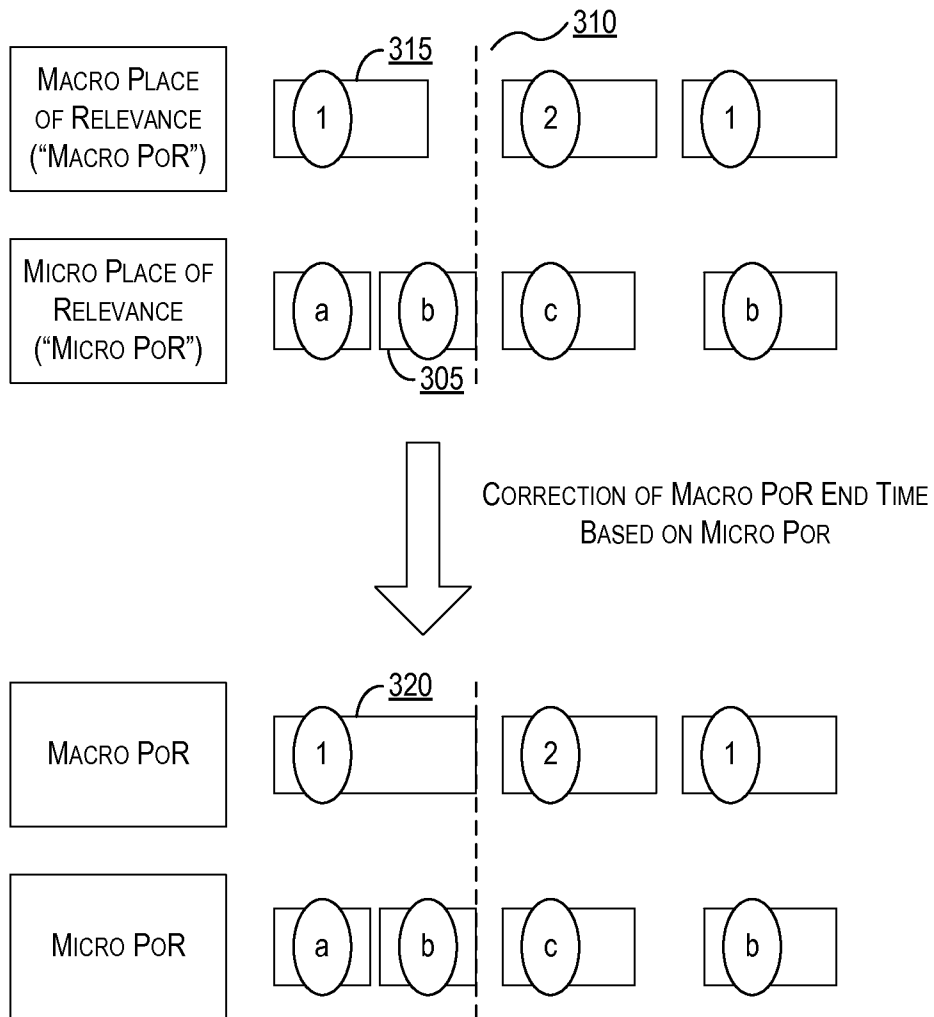 310
315
MACRO PLACE
OF RELEVANCE
("MACRO POR")
1
2
1
MICRO PLACE OF
RELEVANCE
("MICRO POR")
a
b
c
b
305
CORRECTION OF MACRO POR END TIME
BASED ON MICRO POR
320
MACRO POR
1
2
1
MICRO POR
a
b
c
b